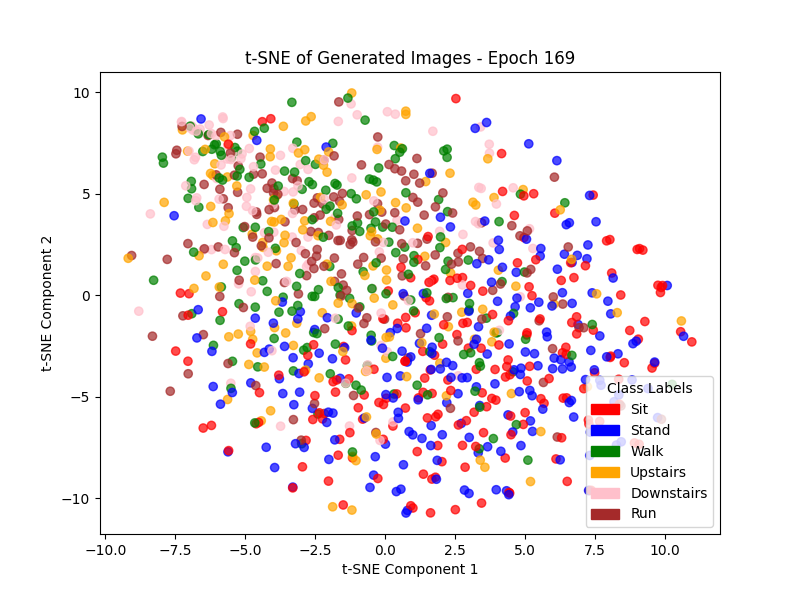 t-SNE of Generated Images - Epoch 169
t-SNE Component 2
10
5
0
−5
−10
Class Labels
Sit
Stand
Walk
Upstairs
Downstairs
Run
−10.0 −7.5 −5.0 −2.5 0.0 2.5 5.0 7.5 10.0
t-SNE Component 1